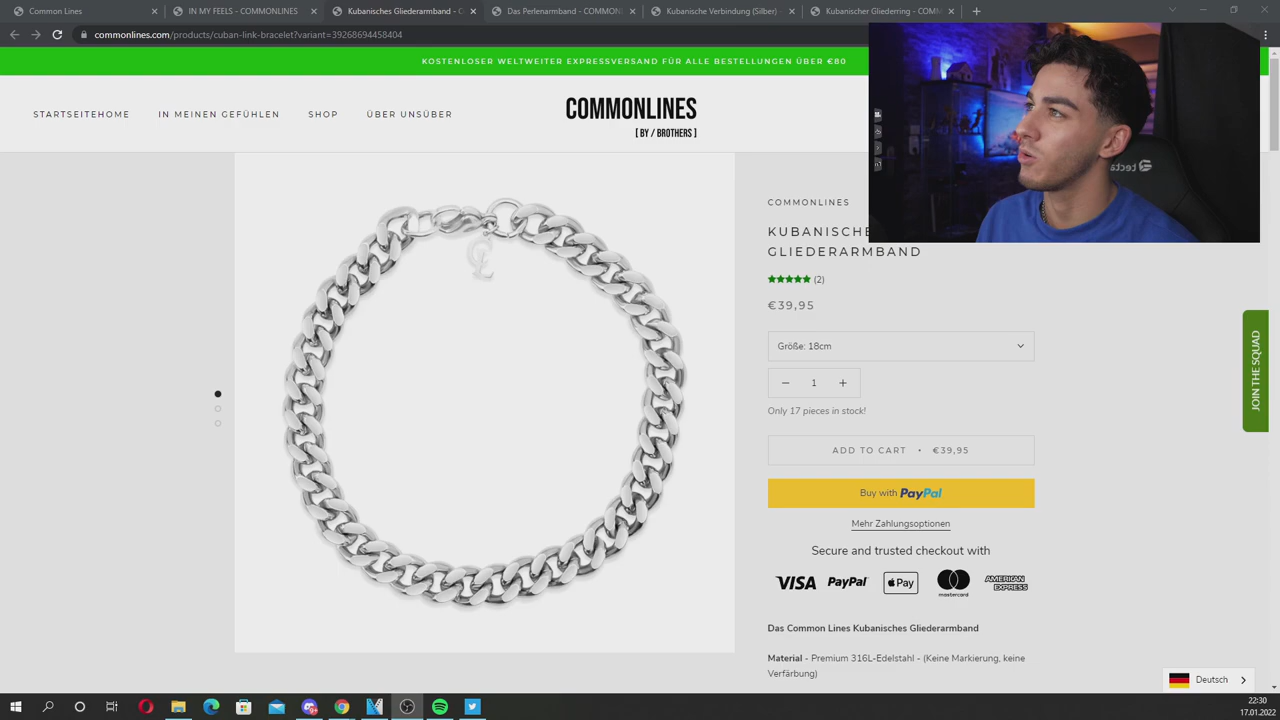 Common Lines
IN MY FEELS – COMMONLINES
Kubanisches Gliederarmband - C
Das Perlenarmband - COMMON
Kubanische Verbindung (Silber)
Kubanischer Gliederring - COMM
commonlines.com/products/cuban-link-bracelet?variant=39268694458404
KOSTENLOSER WELTWEITER EXPRESSVERSAND FÜR ALLE BESTELLUNGEN ÜBER €80
STARTSEITEHOME
IN MEINEN GEFÜHLEN
SHOP
ÜBER UNSÜBER
COMMONLINES
[ BY / BROTHERS ]
COMMONLINES
KUBANISCHE
GLIEDERARMBAND
(2)
€39,95
Größe: 18cm
1
Only 17 pieces in stock!
ADD TO CART • €39,95
Buy with PayPal
Mehr Zahlungsoptionen
Secure and trusted checkout with
VISA PayPal Pay mastercard AMERICAN EXPRESS
Das Common Lines Kubanisches Gliederarmband
Material - Premium 316L-Edelstahl - (Keine Markierung, keine
Verfärbung)
JOIN THE SQUAD
Deutsch
22:30
17.01.2022